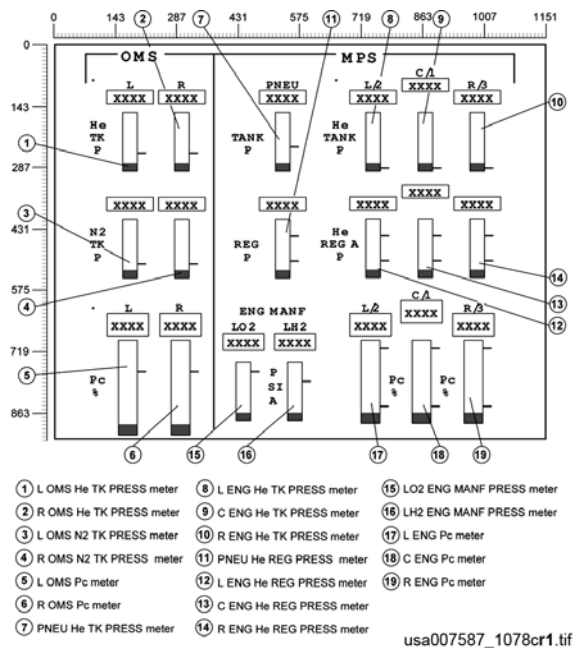 0 143 287 431 575 719 863 1007 1151
2 7 11 8 9
0
OMS MPS
L R PNEU L/2 C/1 R/3
XXXX XXXX XXXX XXXX XXXX XXXX
10
143
He
TK
P
TANK
P
He
TANK
P
1
287
3
XXXX XXXX XXXX XXXX XXXX XXXX
431
N2
TK
P
REG
P
He
REG A
P
14
13
4
575
12
L R ENG MANF L/2 C/1 R/3
XXXX XXXX LO2 LH2 XXXX XXXX XXXX
XXXX XXXX
719
5
Pc
%
P
SI
A
Pc
%
Pc
%
863
6 15 16 17 18 19
1 L OMS He TK PRESS meter
2 R OMS He TK PRESS meter
3 L OMS N2 TK PRESS meter
4 R OMS N2 TK PRESS meter
5 L OMS Pc meter
6 R OMS Pc meter
7 PNEU He TK PRESS meter
8 L ENG He TK PRESS meter
9 C ENG He TK PRESS meter
10 R ENG He TK PRESS meter
11 PNEU He REG PRESS meter
12 L ENG He REG PRESS meter
13 C ENG He REG PRESS meter
14 R ENG He REG PRESS meter
15 LO2 ENG MANF PRESS meter
16 LH2 ENG MANF PRESS meter
17 L ENG Pc meter
18 C ENG Pc meter
19 R ENG Pc meter
usa007587_1078cr1.tif